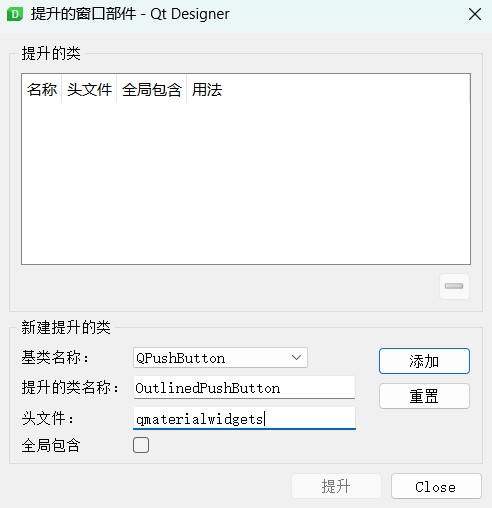 提升的窗口部件 - Qt Designer
提升的类
名称 头文件 全局包含 用法
新建提升的类
基类名称： QPushButton
添加
提升的类名称： OutlinedPushButton
重置
头文件： qmaterialwidgets
全局包含
提升 Close